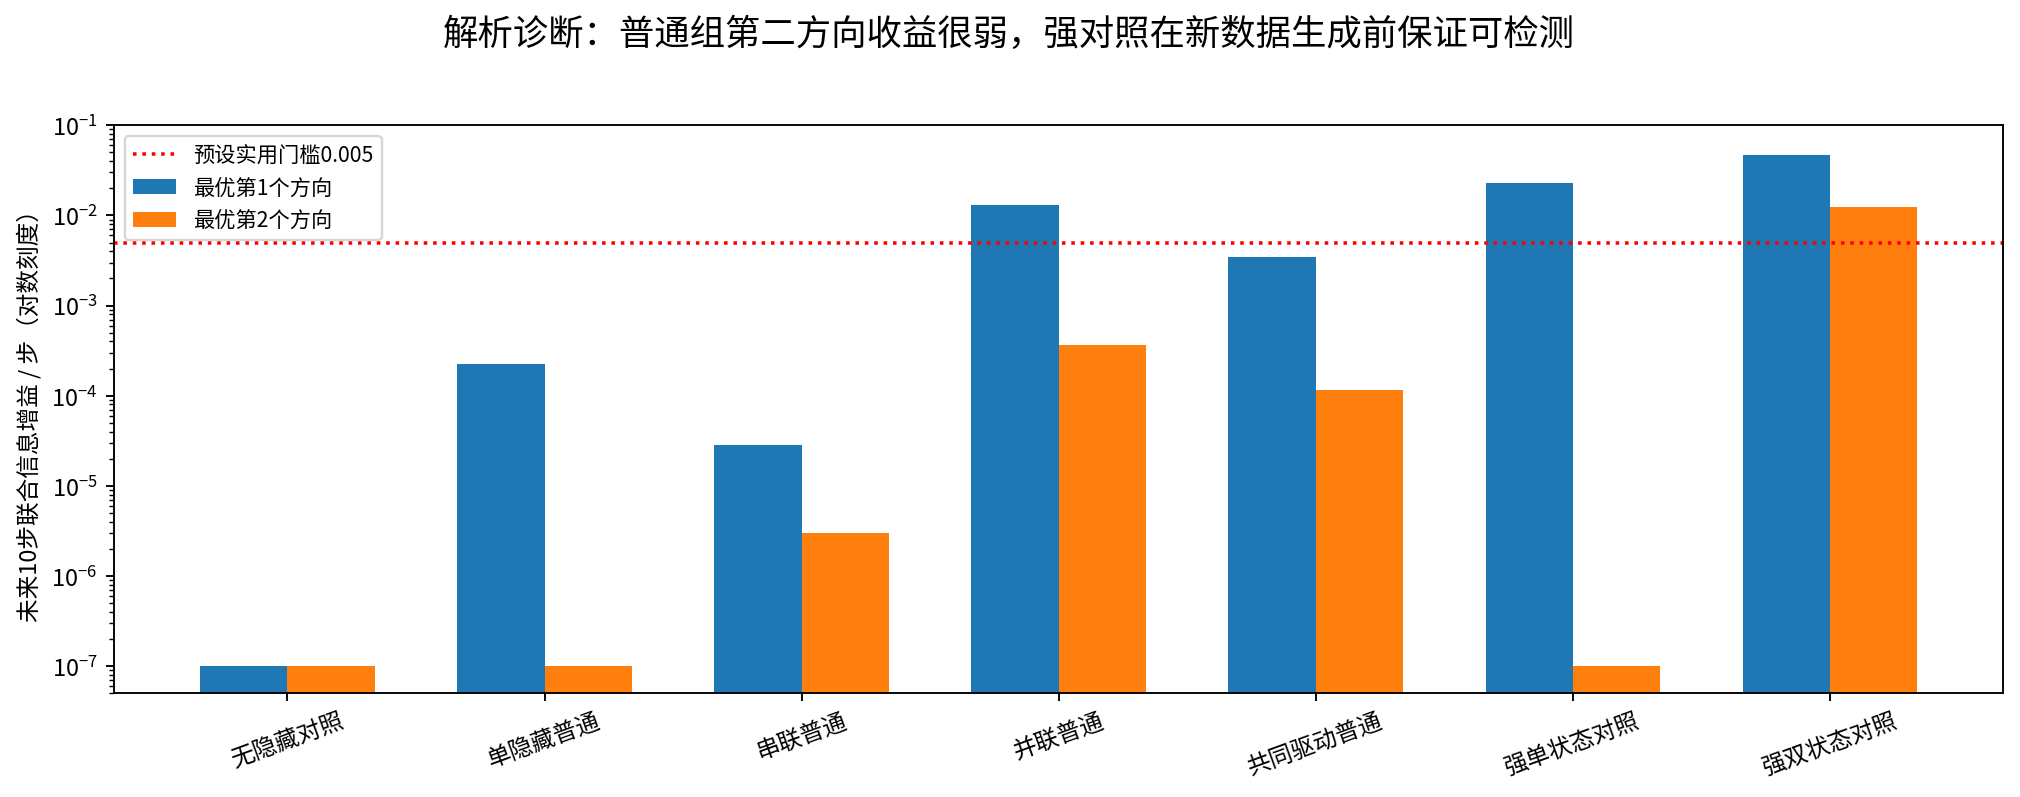 解析诊断：普通组第二方向收益很弱，强对照在新数据生成前保证可检测
未来10步联合信息增益 / 步（对数刻度）
10⁻¹
10⁻²
10⁻³
10⁻⁴
10⁻⁵
10⁻⁶
10⁻⁷
预设实用门槛0.005
最优第1个方向
最优第2个方向
无隐藏对照
单隐藏普通
串联普通
并联普通
共同驱动普通
强单状态对照
强双状态对照